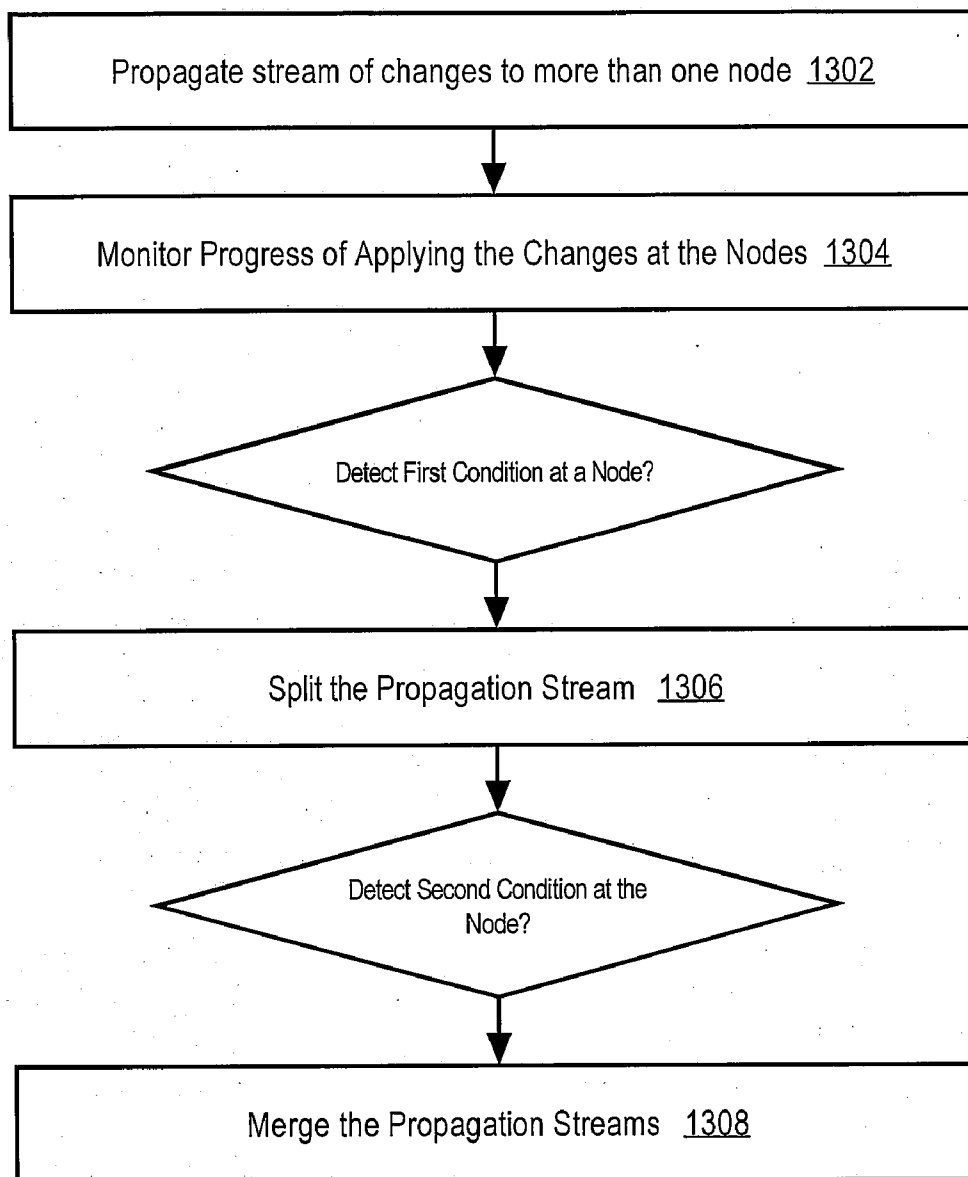 Propagate stream of changes to more than one node 1302
Monitor Progress of Applying the Changes at the Nodes 1304
Detect First Condition at a Node?
Split the Propagation Stream 1306
Detect Second Condition at the
Node?
Merge the Propagation Streams 1308